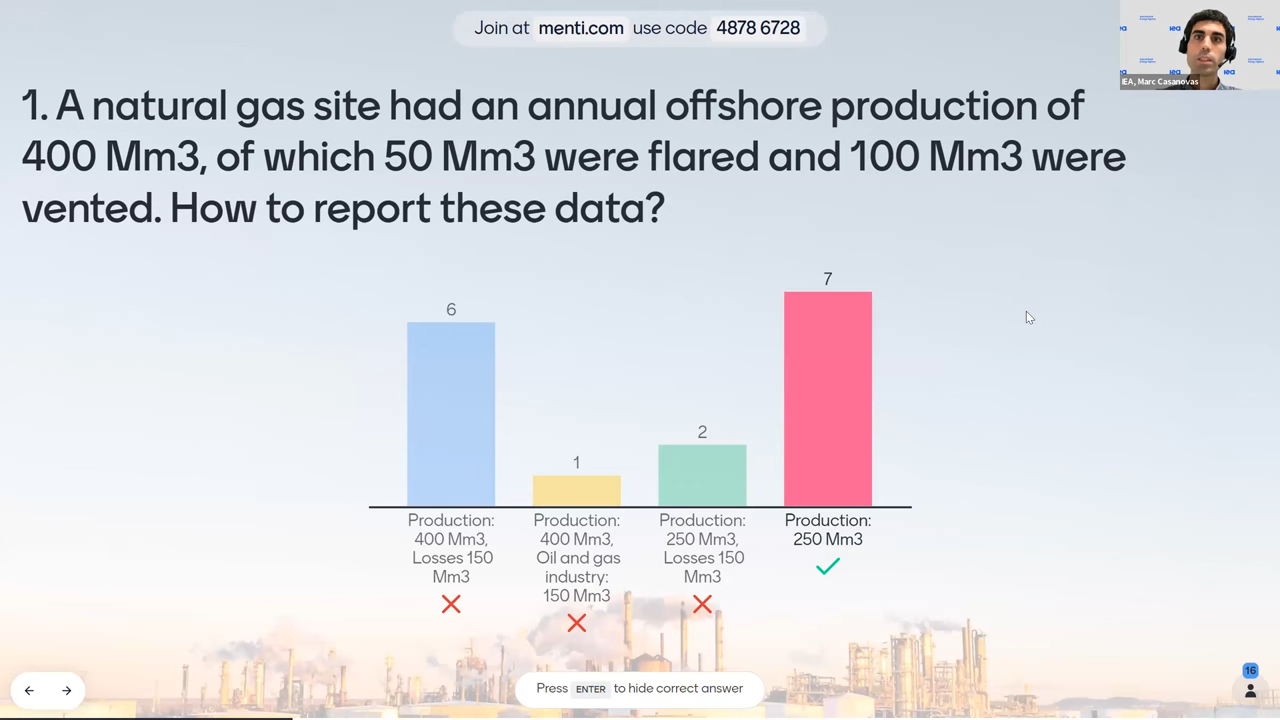 Join at menti.com use code 4878 6728
iea
IEA, Marc Casanovas
1. A natural gas site had an annual offshore production of
400 Mm3, of which 50 Mm3 were flared and 100 Mm3 were
vented. How to report these data?
6
1
2
7
Production:
400 Mm3,
Losses 150
Mm3
Production:
400 Mm3,
Oil and gas
industry:
150 Mm3
Production:
250 Mm3,
Losses 150
Mm3
Production:
250 Mm3
Press ENTER to hide correct answer
16